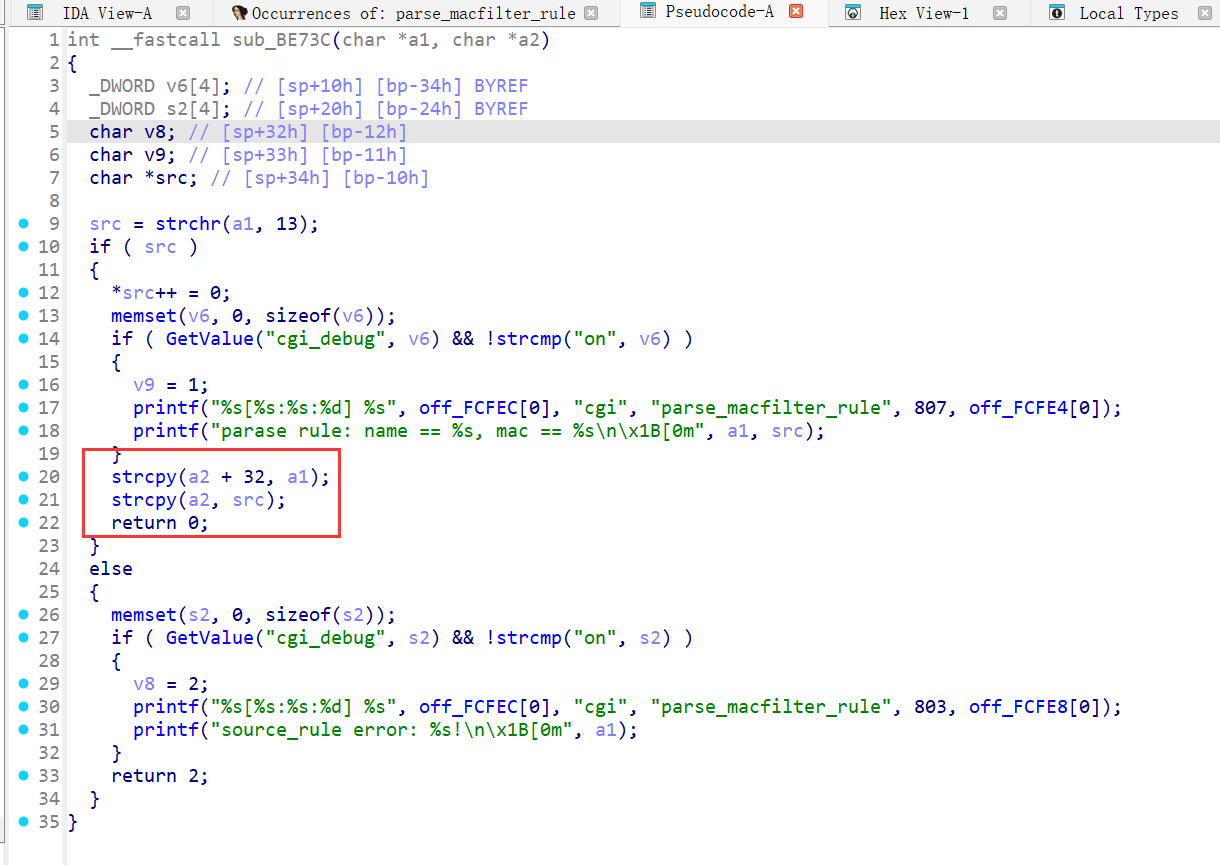 IDA View-A Occurrences of: parse_macfilter_rule Pseudocode-A Hex View-1 Local Types
1 int __fastcall sub_BE73C(char *a1, char *a2)
2 {
3   _DWORD v6[4]; // [sp+10h] [bp-34h] BYREF
4   _DWORD s2[4]; // [sp+20h] [bp-24h] BYREF
5   char v8; // [sp+32h] [bp-12h]
6   char v9; // [sp+33h] [bp-11h]
7   char *src; // [sp+34h] [bp-10h]
8
9   src = strchr(a1, 13);
10   if ( src )
11   {
12     *src++ = 0;
13     memset(v6, 0, sizeof(v6));
14     if ( GetValue("cgi_debug", v6) && !strcmp("on", v6) )
15     {
16       v9 = 1;
17       printf("%s[%s:%s:%d] %s", off_FCFEC[0], "cgi", "parse_macfilter_rule", 807, off_FCFE4[0]);
18       printf("parase rule: name == %s, mac == %s\n\x1B[0m", a1, src);
19     }
20     strcpy(a2 + 32, a1);
21     strcpy(a2, src);
22     return 0;
23   }
24   else
25   {
26     memset(s2, 0, sizeof(s2));
27     if ( GetValue("cgi_debug", s2) && !strcmp("on", s2) )
28     {
29       v8 = 2;
30       printf("%s[%s:%s:%d] %s", off_FCFEC[0], "cgi", "parse_macfilter_rule", 803, off_FCFE8[0]);
31       printf("source_rule error: %s!\n\x1B[0m", a1);
32     }
33     return 2;
34   }
35 }